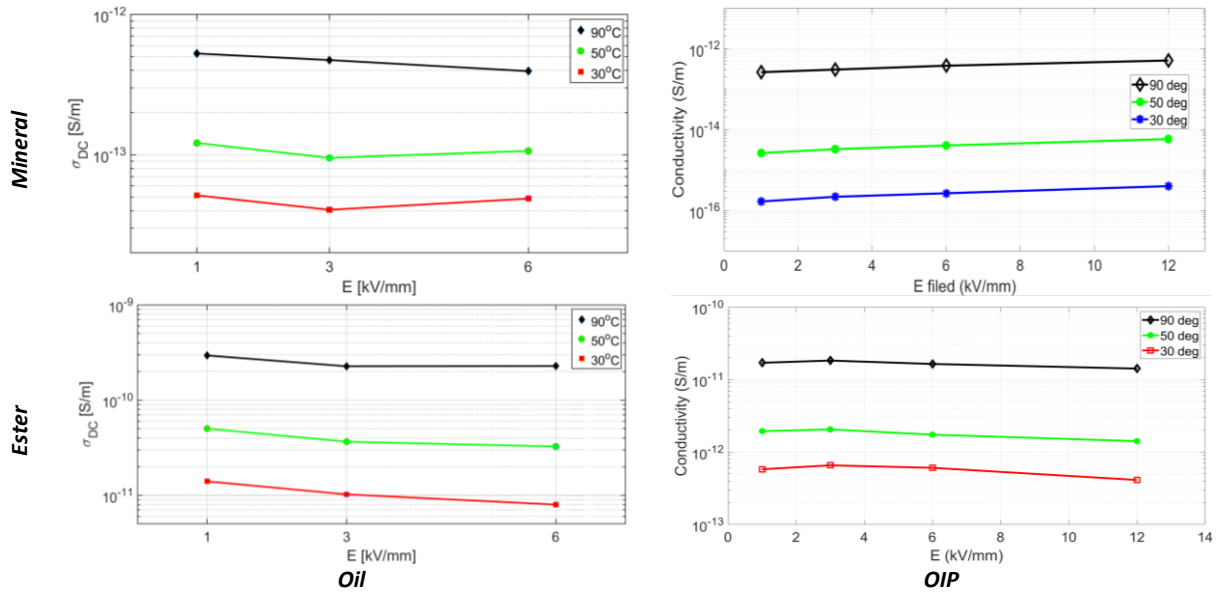 Mineral
10⁻¹²
10⁻¹³
σ_DC [S/m]
90°C
50°C
30°C
1 3 6
E [kV/mm]
10⁻¹²
10⁻¹⁴
10⁻¹⁶
Conductivity (S/m)
90 deg
50 deg
30 deg
0 2 4 6 8 10 12
E filed (kV/mm)
Ester
10⁻⁹
10⁻¹⁰
10⁻¹¹
σ_DC [S/m]
90°C
50°C
30°C
1 3 6
E [kV/mm]
Oil
10⁻¹⁰
10⁻¹¹
10⁻¹²
10⁻¹³
Conductivity (S/m)
90 deg
50 deg
30 deg
0 2 4 6 8 10 12 14
E (kV/mm)
OIP